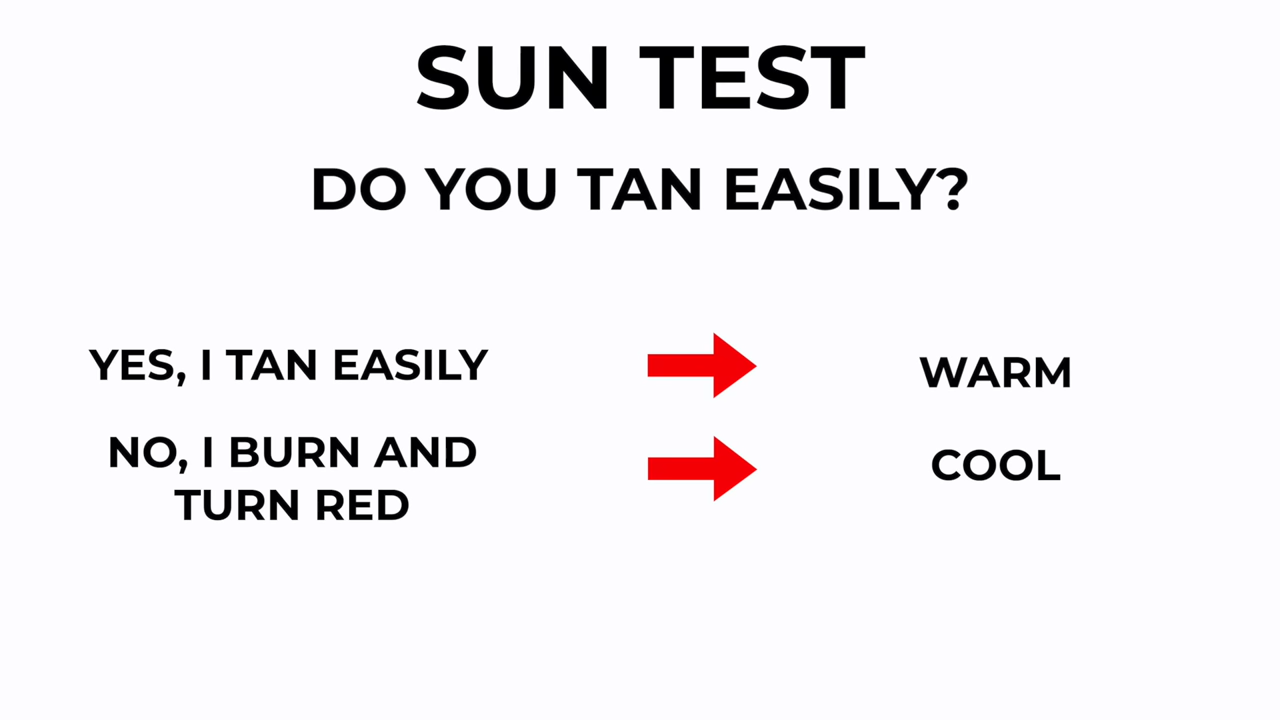 SUN TEST
DO YOU TAN EASILY?
YES, I TAN EASILY
WARM
NO, I BURN AND
TURN RED
COOL